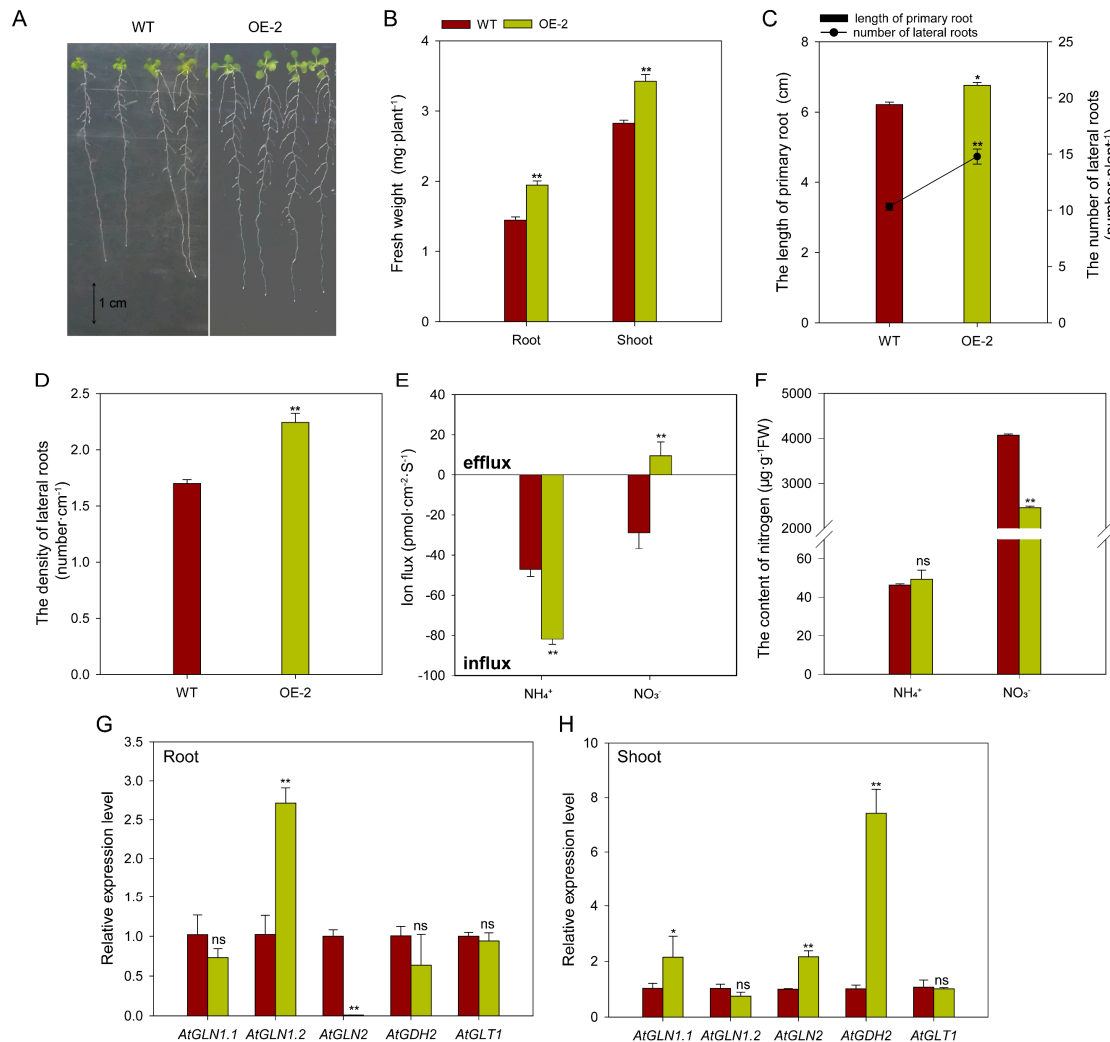 A
WT
OE-2
1 cm
B
WT
OE-2
Fresh weight (mg·plant⁻¹)
4
3
2
1
0
**
**
Root
Shoot
C
length of primary root
number of lateral roots
The length of primary root (cm)
8
6
4
2
0
*
**
25
20
15
10
5
0
The number of lateral roots
(number·plant⁻¹)
WT
OE-2
D
The density of lateral roots
(number·cm⁻¹)
2.5
2.0
1.5
1.0
0.5
0.0
**
WT
OE-2
E
Ion flux (pmol·cm⁻²·S⁻¹)
40
20
0
-20
-40
-60
-80
-100
efflux
influx
**
**
NH₄⁺
NO₃⁻
F
The content of nitrogen (µg·g⁻¹FW)
5000
4000
3000
2000
60
40
20
0
ns
**
NH₄⁺
NO₃⁻
G
Root
Relative expression level
3.5
3.0
2.5
2.0
1.5
1.0
0.5
0.0
ns
**
**
ns
ns
AtGLN1.1
AtGLN1.2
AtGLN2
AtGDH2
AtGLT1
H
Shoot
Relative expression level
10
8
6
4
2
0
*
ns
**
**
ns
AtGLN1.1
AtGLN1.2
AtGLN2
AtGDH2
AtGLT1